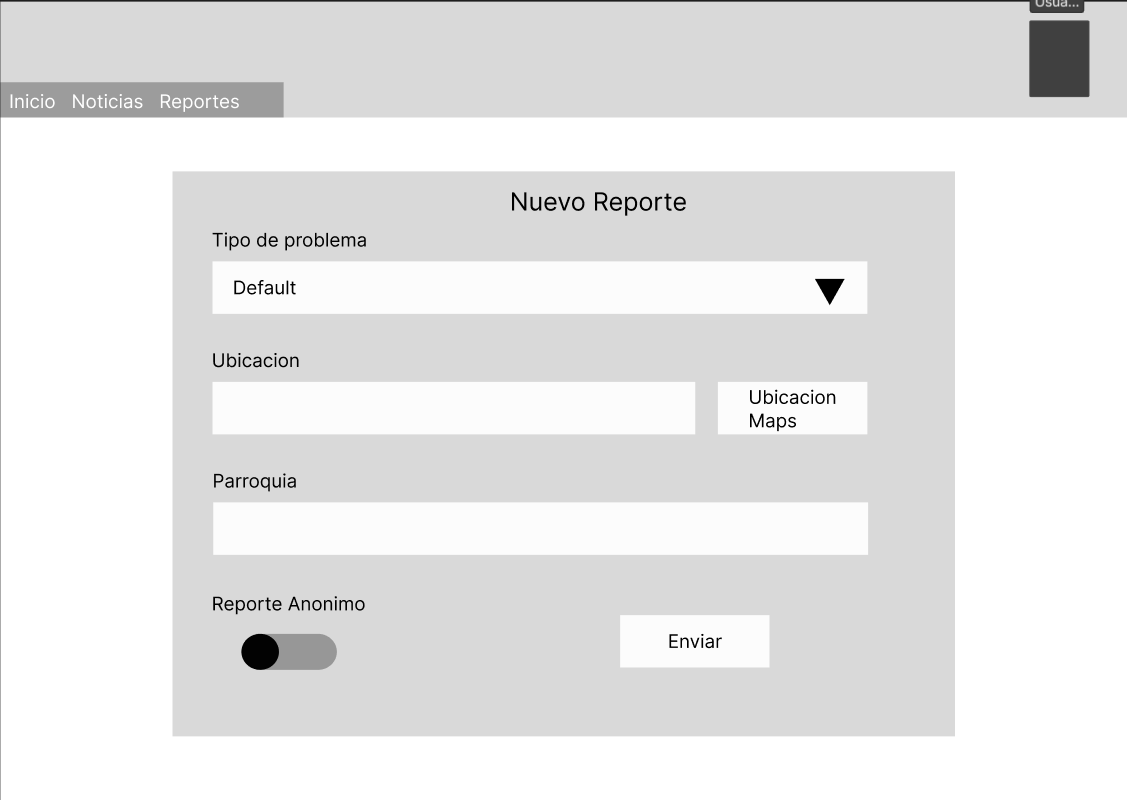 Usua...
Inicio Noticias Reportes
Nuevo Reporte
Tipo de problema
Default
Ubicacion
Ubicacion
Maps
Parroquia
Reporte Anonimo
Enviar